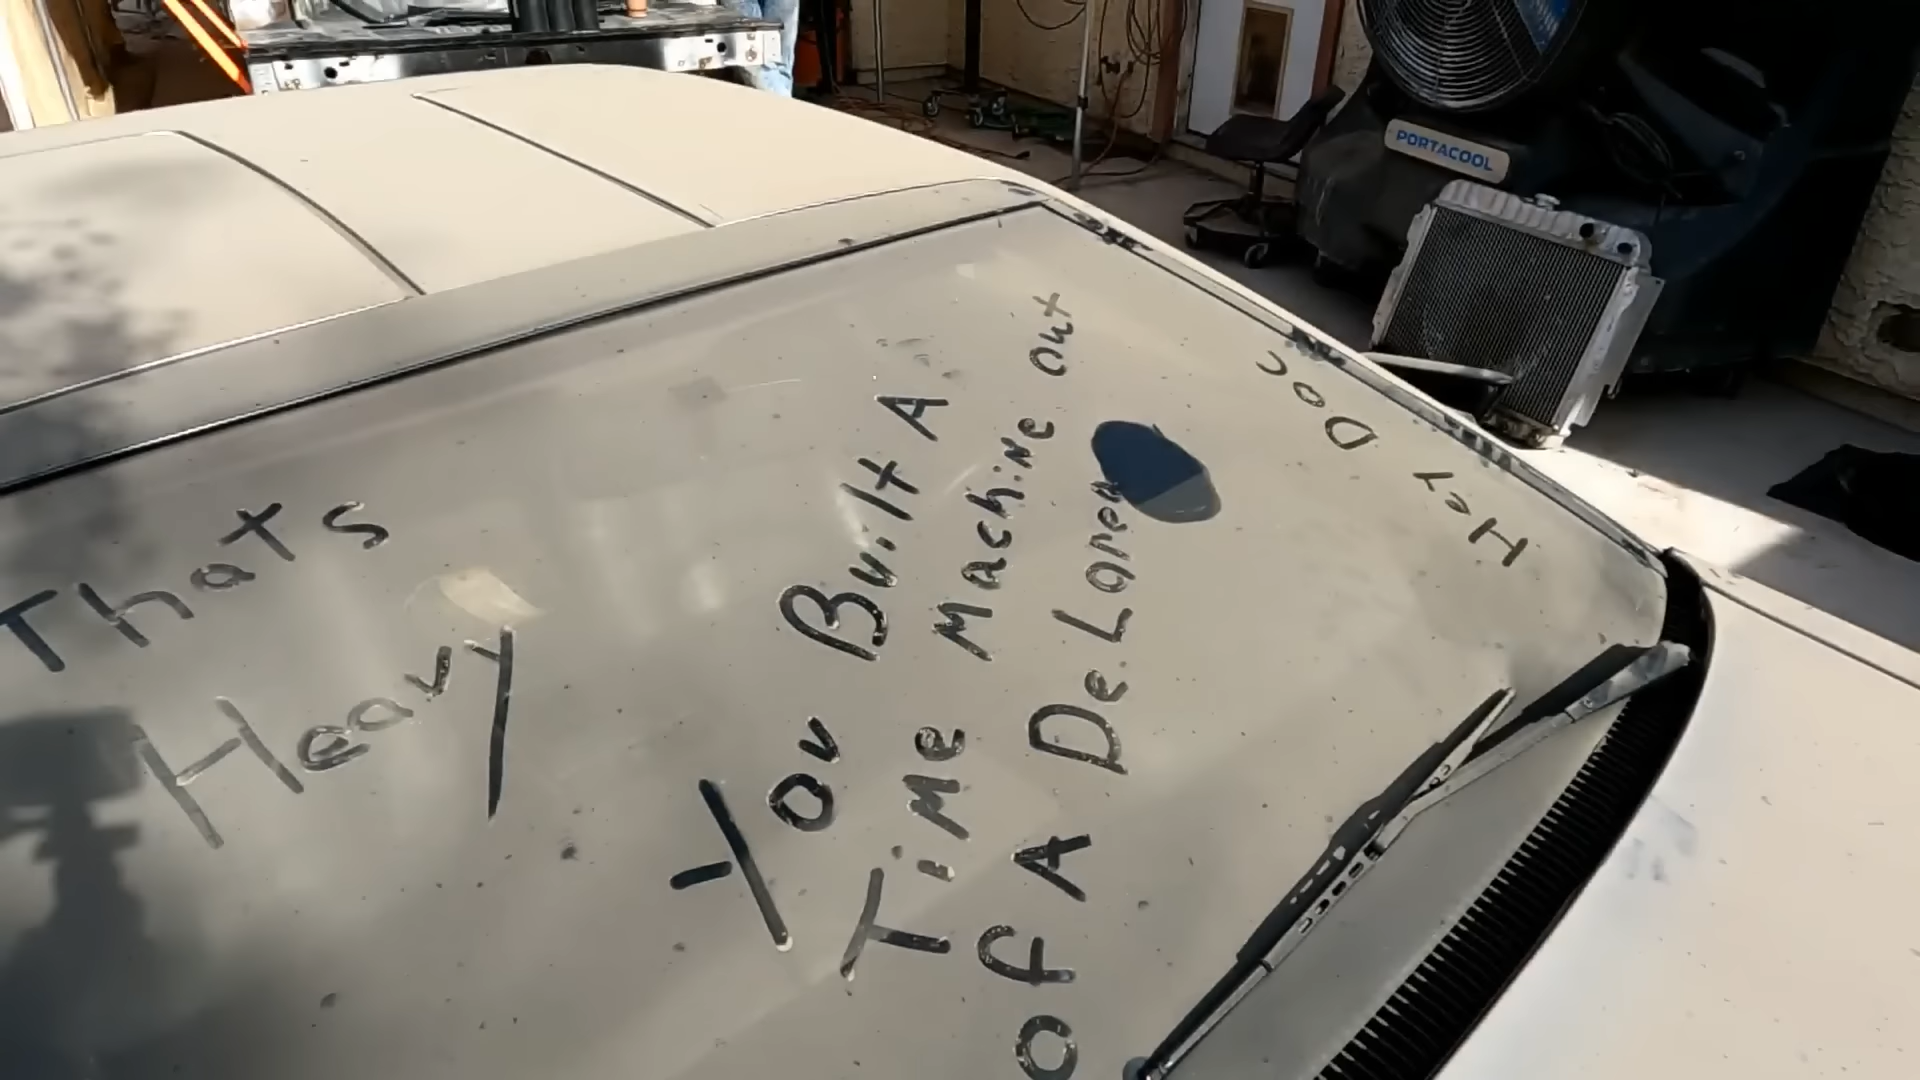 Hey Doc
You Built A
Time Machine out
of A DeLorean
Thats
Heavy
PORTACOOL